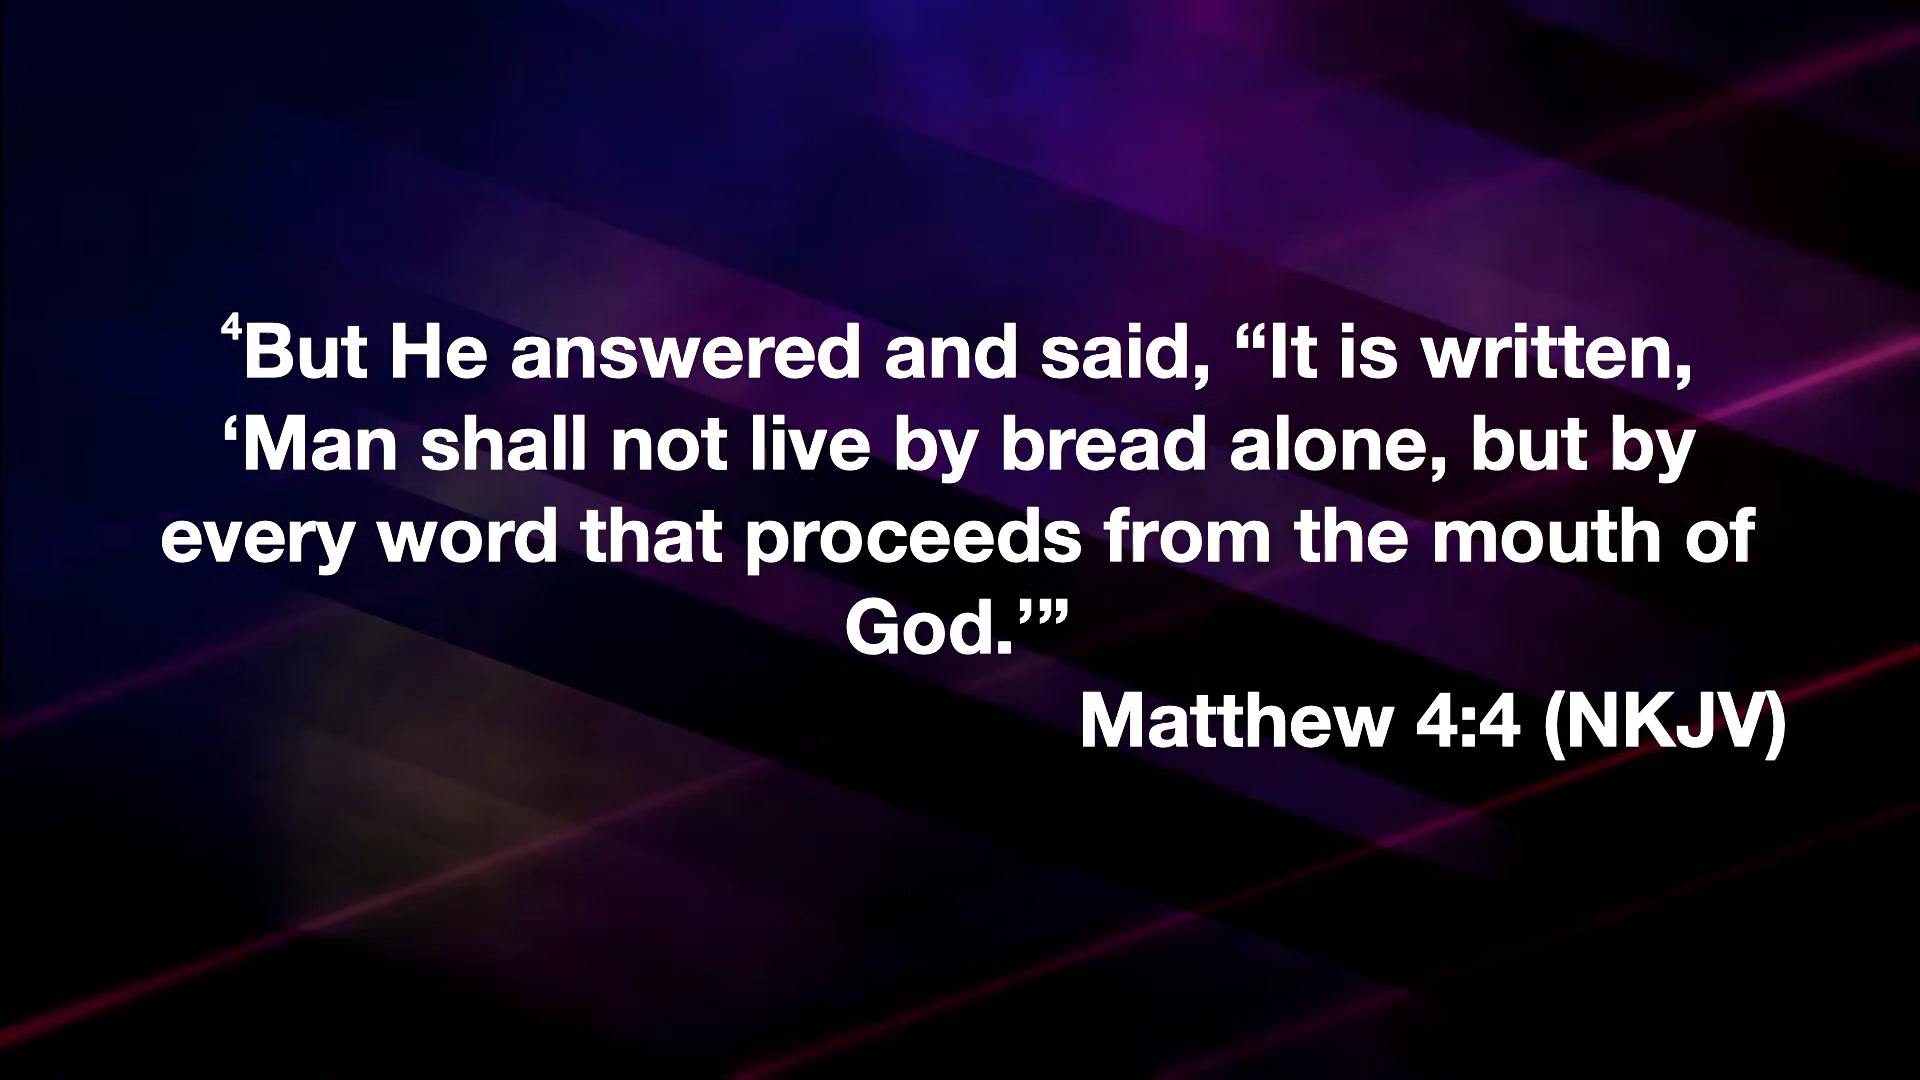 ⁴But He answered and said, “It is written,
‘Man shall not live by bread alone, but by
every word that proceeds from the mouth of
God.’”
Matthew 4:4 (NKJV)